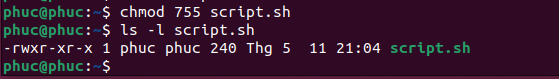 phuc@phuc:~$ chmod 755 script.sh
phuc@phuc:~$ ls -l script.sh
-rwxr-xr-x 1 phuc phuc 240 Thg 5  11 21:04 script.sh
phuc@phuc:~$